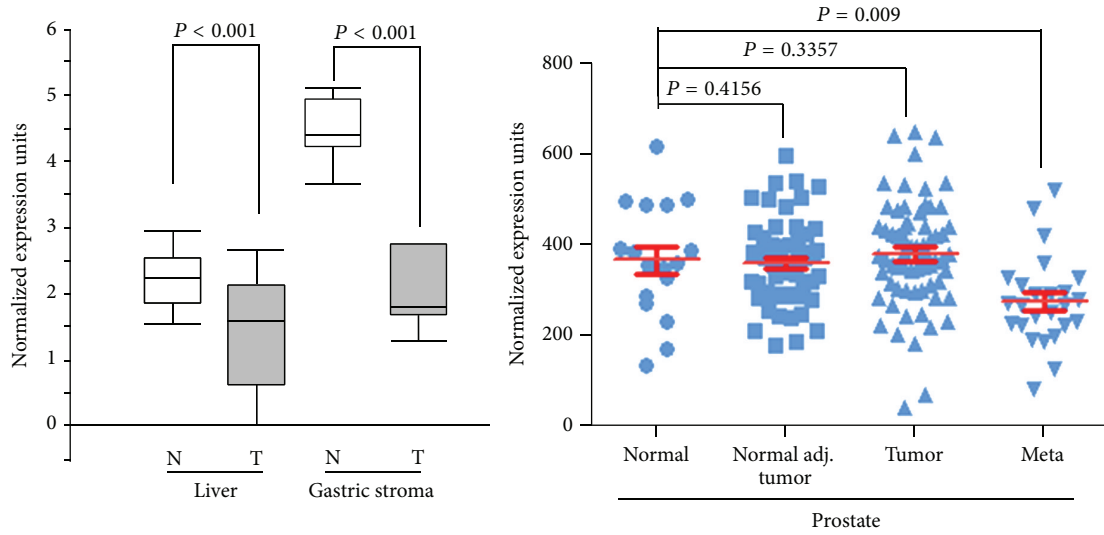 Normalized expression units
6
5
4
3
2
1
0
P < 0.001
P < 0.001
N
T
N
T
Liver
Gastric stroma
Normalized expression units
800
600
400
200
0
P = 0.009
P = 0.3357
P = 0.4156
Normal
Normal adj.
tumor
Tumor
Meta
Prostate